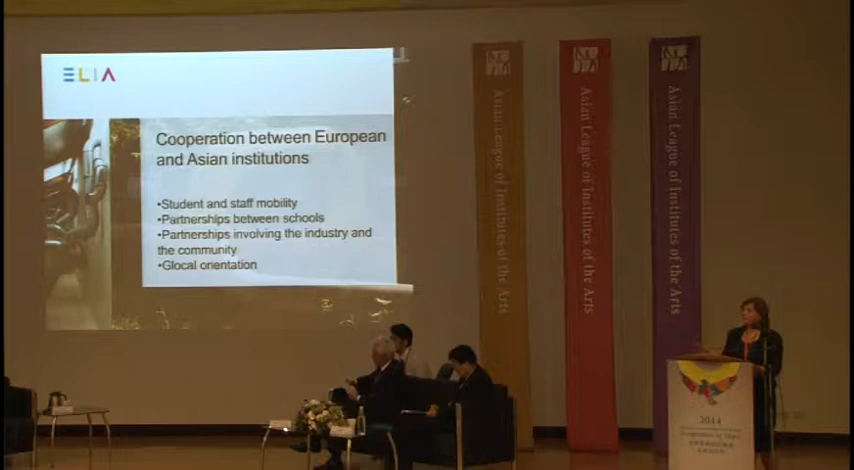 ELIA
Cooperation between European
and Asian institutions
•Student and staff mobility
•Partnerships between schools
•Partnerships involving the industry and
the community
•Glocal orientation
Asian League of Institutes of the Arts
Asian League of Institutes of the Arts
Asian League of Institutes of the Arts
2014